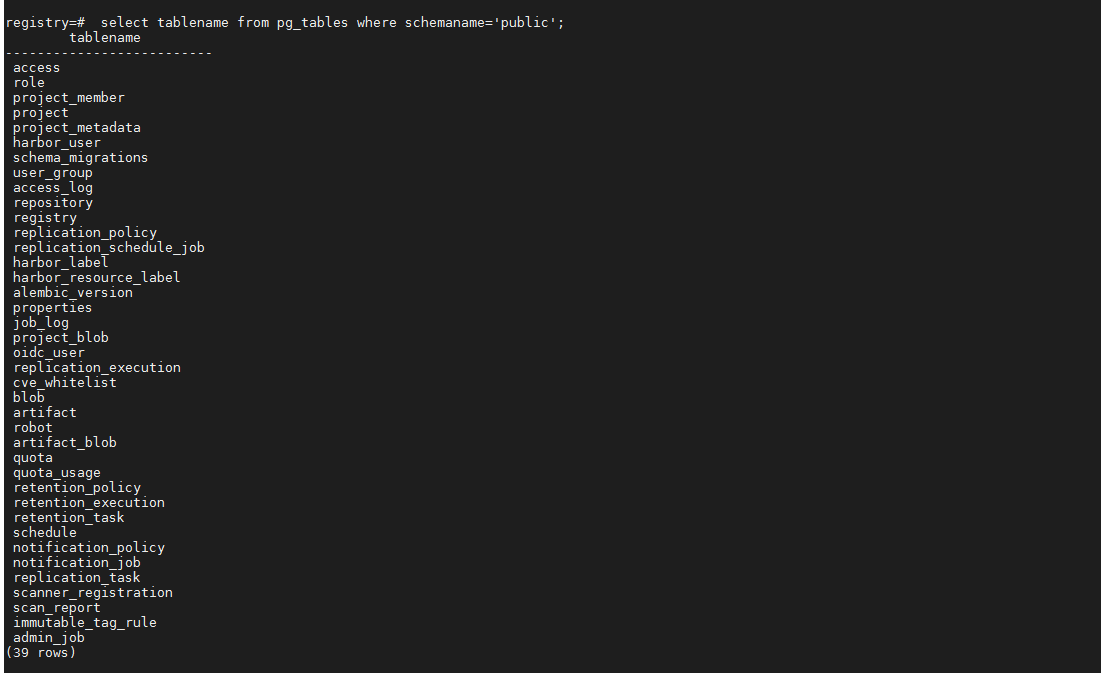 registry=#  select tablename from pg_tables where schemaname='public';
        tablename
--------------------------
 access
 role
 project_member
 project
 project_metadata
 harbor_user
 schema_migrations
 user_group
 access_log
 repository
 registry
 replication_policy
 replication_schedule_job
 harbor_label
 harbor_resource_label
 alembic_version
 properties
 job_log
 project_blob
 oidc_user
 replication_execution
 cve_whitelist
 blob
 artifact
 robot
 artifact_blob
 quota
 quota_usage
 retention_policy
 retention_execution
 retention_task
 schedule
 notification_policy
 notification_job
 replication_task
 scanner_registration
 scan_report
 immutable_tag_rule
 admin_job
(39 rows)